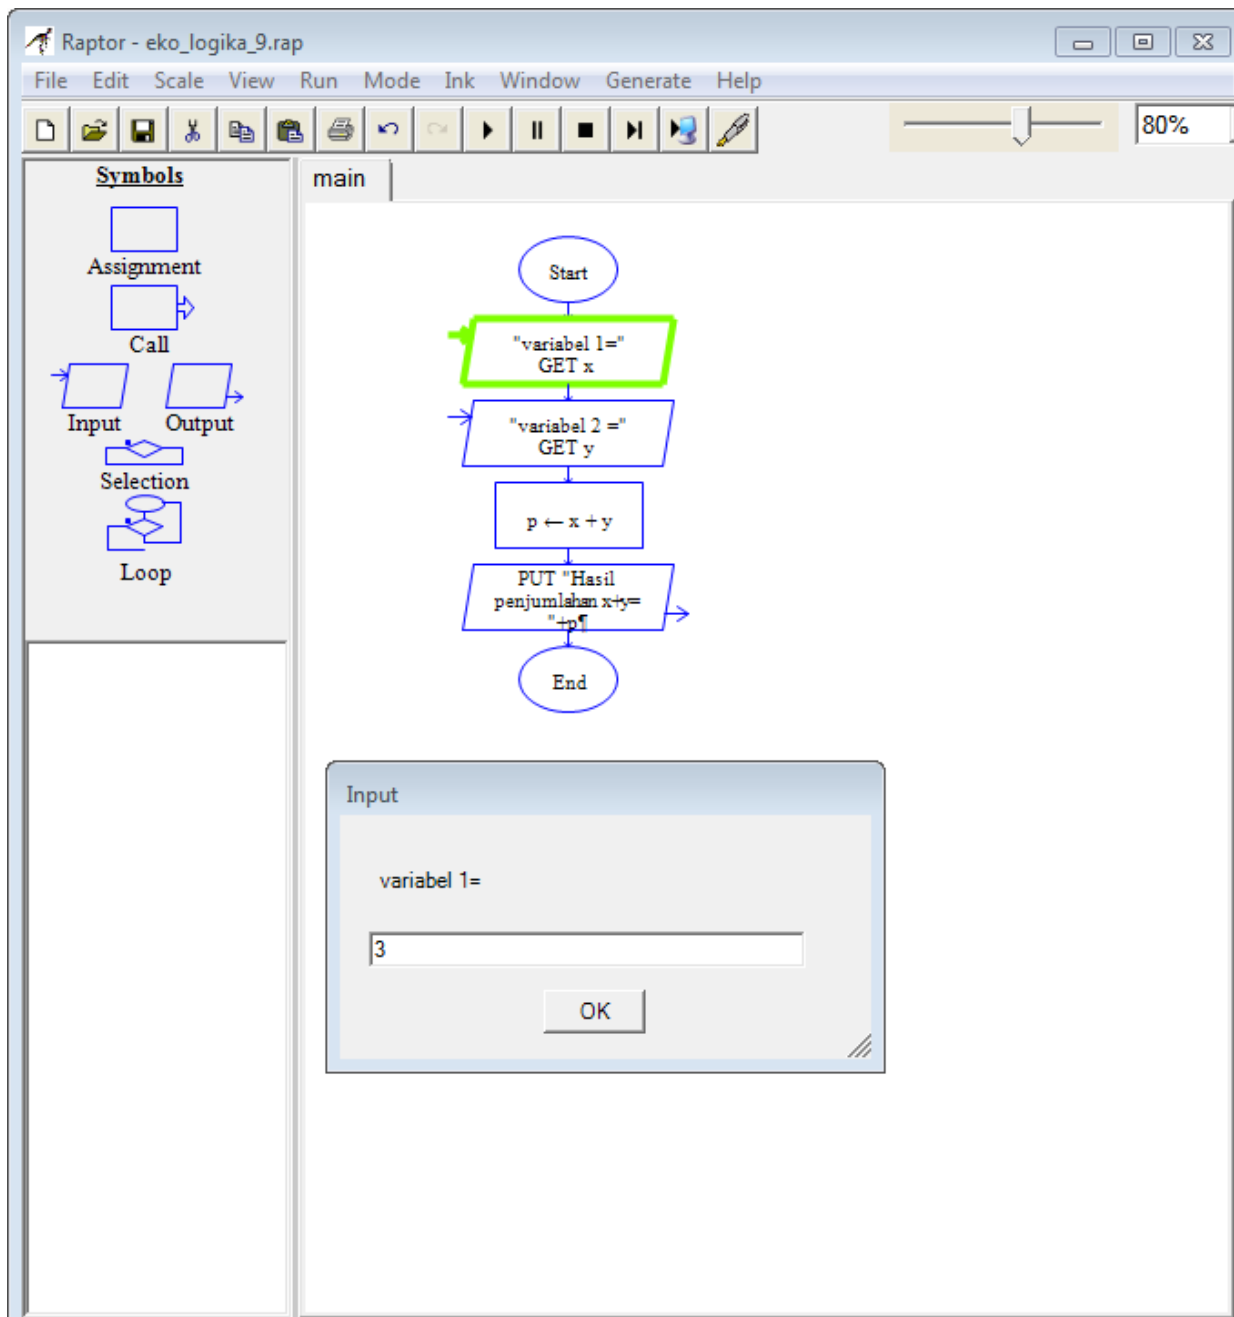 Raptor - eko_logika_9.rap
File Edit Scale View Run Mode Ink Window Generate Help
80%
Symbols
Assignment
Call
Input Output
Selection
Loop
main
Start
"variabel 1="
GET x
"variabel 2 ="
GET y
p ← x + y
PUT "Hasil
penjumlahan x+y=
"+p¶
End
Input
variabel 1=
3
OK